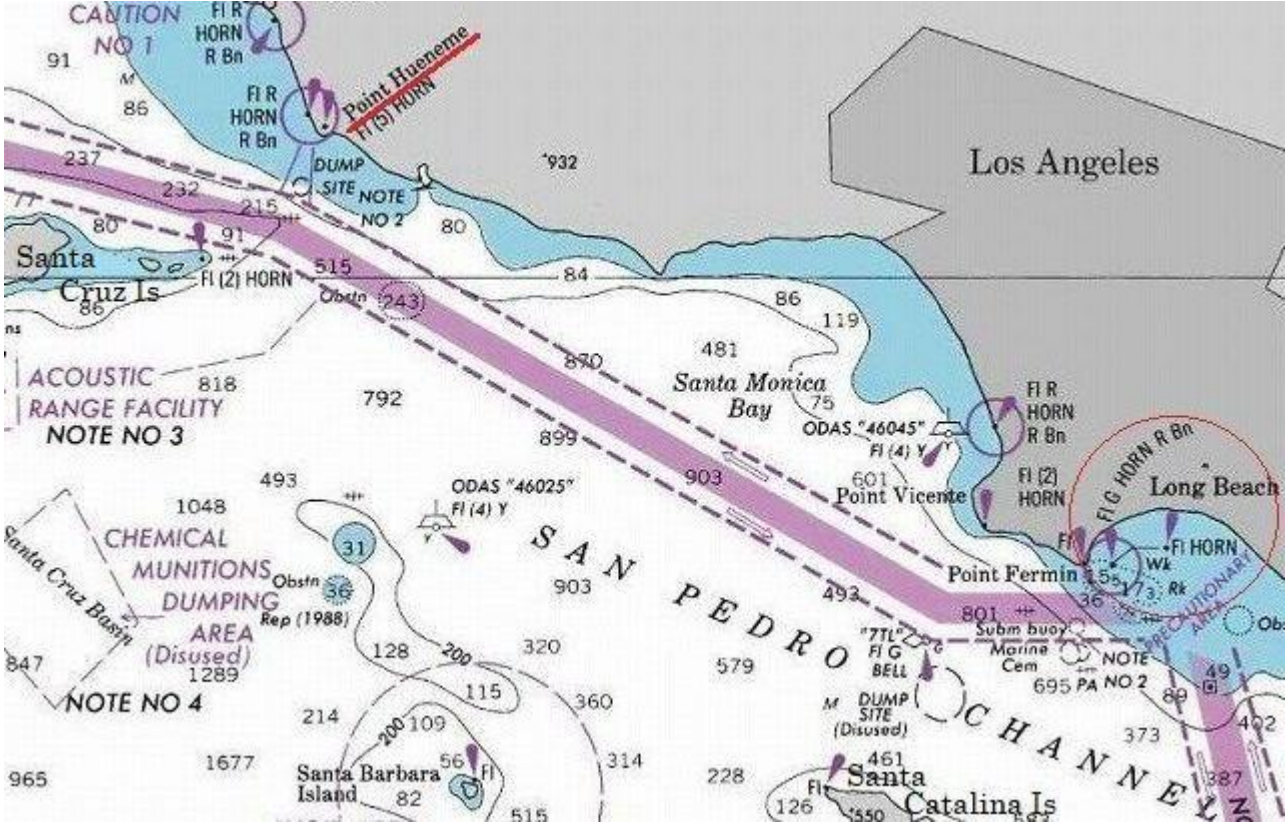 CAUTION
NO 1
Fl R
HORN
R Bn
91
M
86
Fl R
HORN
R Bn
Point Hueneme
Fl (5) HORN
DUMP
SITE
NOTE
NO 2
932
Los Angeles
237
232
215
77
80
91
80
Santa
Cruz Is
Fl (2) HORN
86
515
84
Obstn
243
86
119
ns
ACOUSTIC
RANGE FACILITY
NOTE NO 3
818
792
870
481
Santa Monica
Bay
75
899
ODAS "46045"
Fl (4) Y
Y
Fl R
HORN
R Bn
903
601
Point Vicente
Fl (2)
HORN
Fl G HORN R Bn
Long Beach
493
ODAS "46025"
Fl (4) Y
Y
1048
Santa Cruz Basin
CHEMICAL
MUNITIONS
DUMPING
AREA
(Disused)
31
Obstn
36
Rep (1988)
SAN PEDRO
CHANNEL
903
493
Fl
Fl HORN
Point Fermin
155
Wk
173
Rk
36
PRECAUTIONARY
AREA
Obs
801
Subm buoy
Marine
Cem
"7TL"
Fl G
BELL
G
NOTE
NO 2
695 PA
49
89
402
847
1289
NOTE NO 4
128
200
320
115
579
360
214
109
200
M
DUMP
SITE
(Disused)
373
965
1677
Santa Barbara
Island
56
Fl
82
314
228
461
387
Fl
Santa
Catalina Is
126
550
515